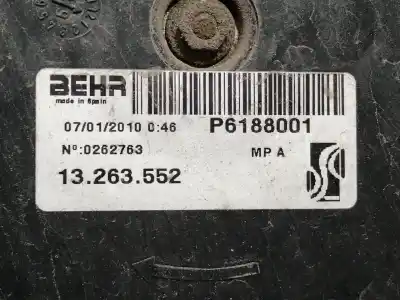 BEHR
made in Spain
07/01/2010 0:46 P6188001
Nº:0262763 MP A
13.263.552